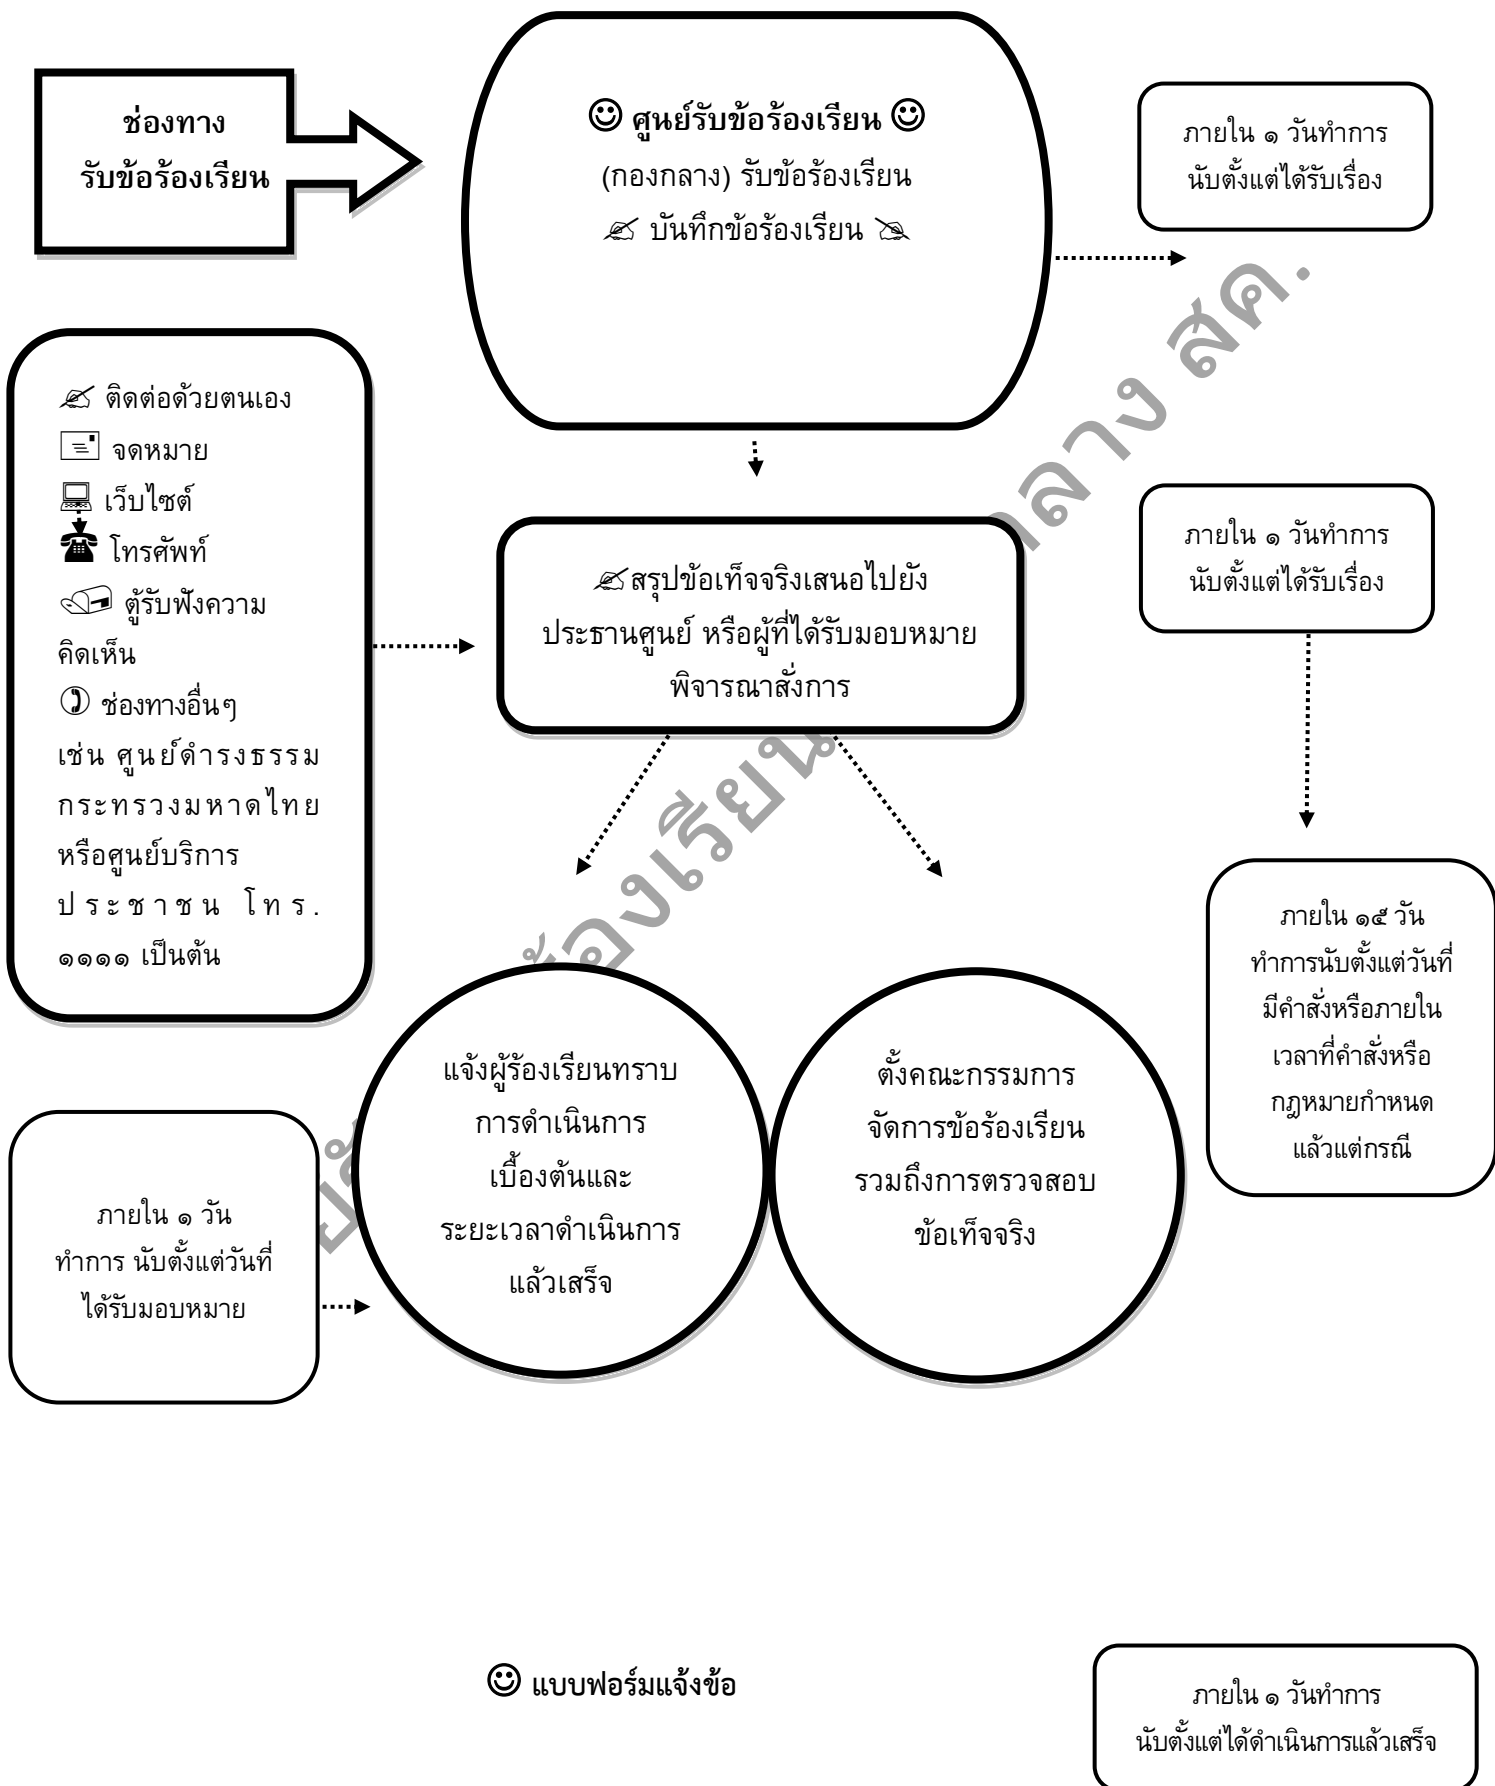 ช่องทาง
รับข้อร้องเรียน
ศูนย์รับข้อร้องเรียน
(กองกลาง) รับข้อร้องเรียน
บันทึกข้อร้องเรียน
ภายใน ๑ วันทำการ
นับตั้งแต่ได้รับเรื่อง
ติดต่อด้วยตนเอง
จดหมาย
เว็บไซต์
โทรศัพท์
ตู้รับฟังความ
คิดเห็น
ช่องทางอื่นๆ
เช่น ศูนย์ดำรงธรรม
กระทรวงมหาดไทย
หรือศูนย์บริการ
ประชาชน โทร.
๑๑๑๑ เป็นต้น
สรุปข้อเท็จจริงเสนอไปยัง
ประธานศูนย์ หรือผู้ที่ได้รับมอบหมาย
พิจารณาสั่งการ
ภายใน ๑ วันทำการ
นับตั้งแต่ได้รับเรื่อง
ภายใน ๑๕ วัน
ทำการนับตั้งแต่วันที่
มีคำสั่งหรือภายใน
เวลาที่คำสั่งหรือ
กฎหมายกำหนด
แล้วแต่กรณี
แจ้งผู้ร้องเรียนทราบ
การดำเนินการ
เบื้องต้นและ
ระยะเวลาดำเนินการ
แล้วเสร็จ
ตั้งคณะกรรมการ
จัดการข้อร้องเรียน
รวมถึงการตรวจสอบ
ข้อเท็จจริง
ภายใน ๑ วัน
ทำการ นับตั้งแต่วันที่
ได้รับมอบหมาย
แบบฟอร์มแจ้งข้อ
ภายใน ๑ วันทำการ
นับตั้งแต่ได้ดำเนินการแล้วเสร็จ